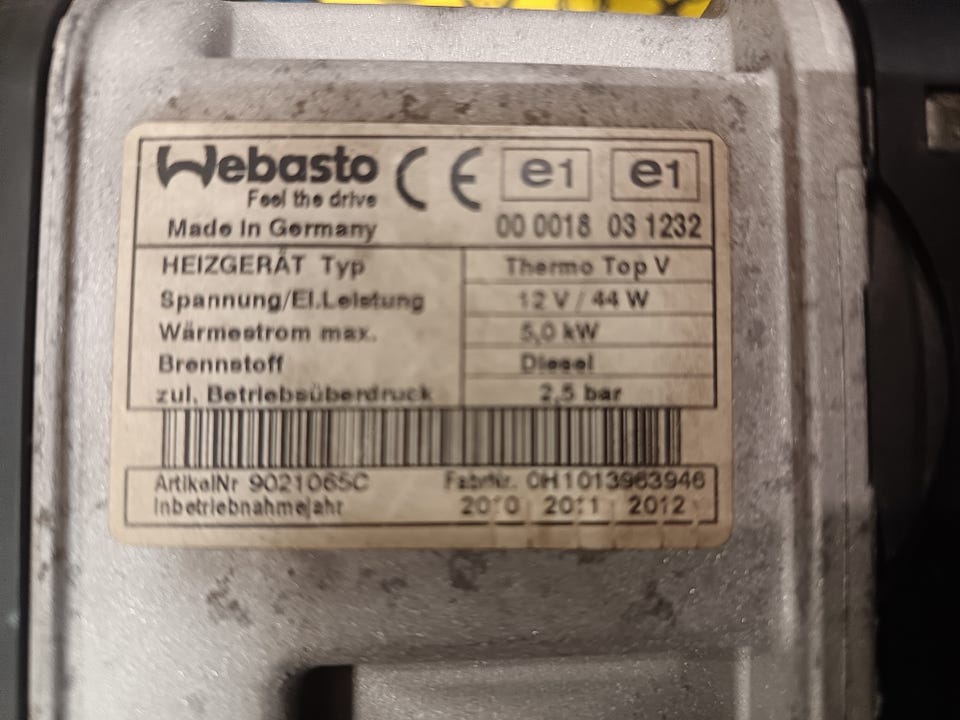 Webasto CE e1 e1
Feel the drive
Made in Germany 00 0018 03 1232
HEIZGERÄT Typ Thermo Top V
Spannung/El.Leistung 12 V / 44 W
Wärmestrom max. 5,0 kW
Brennstoff Diesel
zul. Betriebsüberdruck 2,5 bar
ArtikelNr 9021065C FabrNr. 0H1013963946
Inbetriebnahmejahr 2010 2011 2012